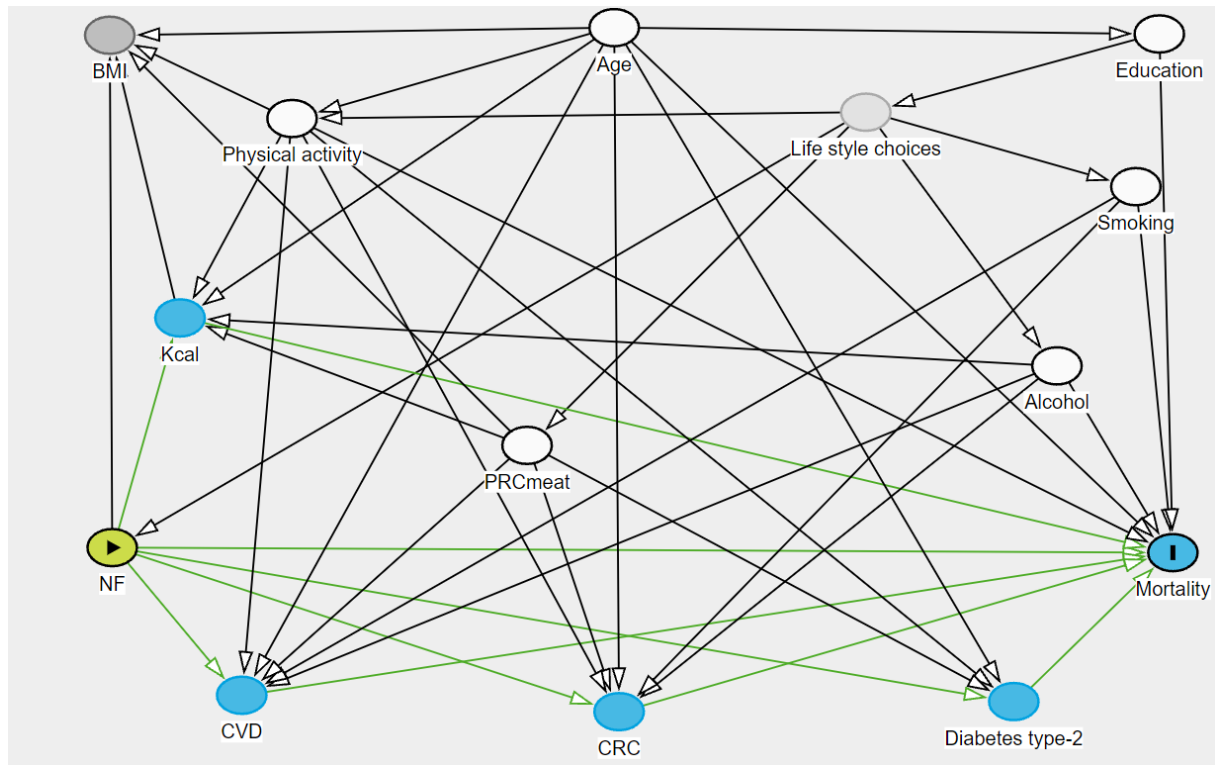 BMI
Age
Education
Physical activity
Life style choices
Smoking
Kcal
Alcohol
PRCmeat
NF
Mortality
CVD
CRC
Diabetes type-2